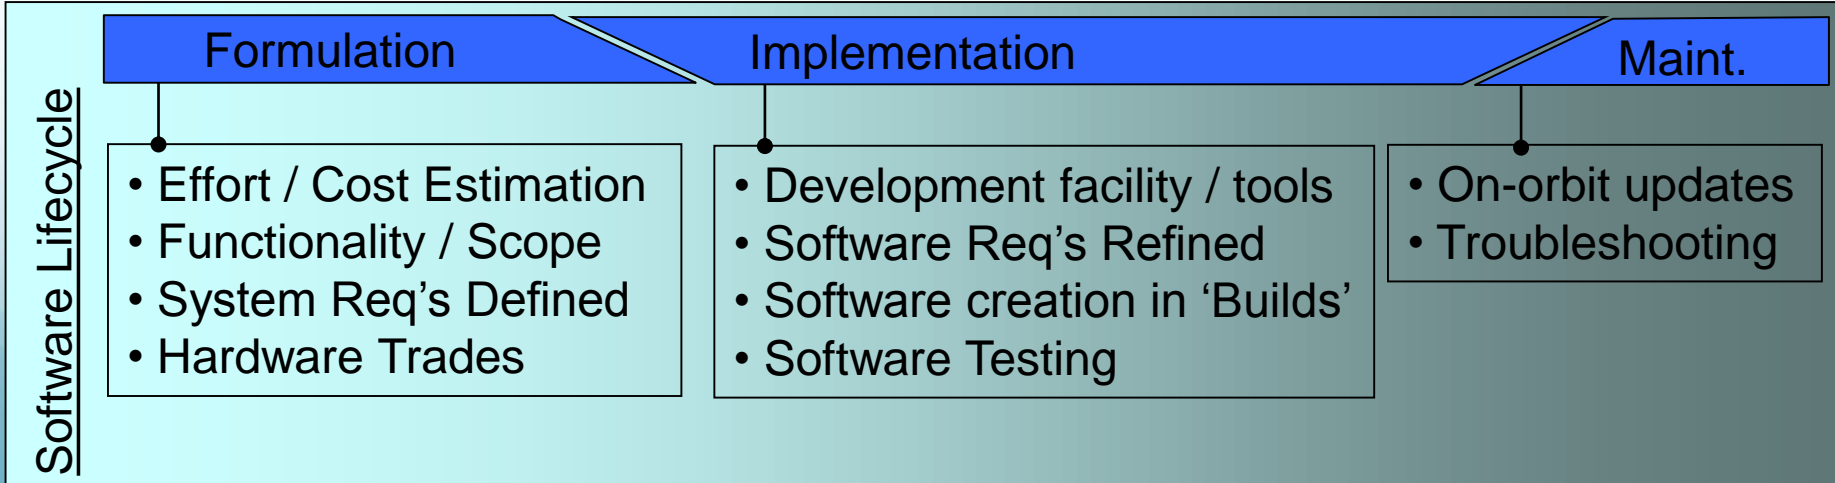 Software Lifecycle
Formulation
Implementation
Maint.
• Effort / Cost Estimation
• Functionality / Scope
• System Req’s Defined
• Hardware Trades
• Development facility / tools
• Software Req’s Refined
• Software creation in ‘Builds’
• Software Testing
• On-orbit updates
• Troubleshooting